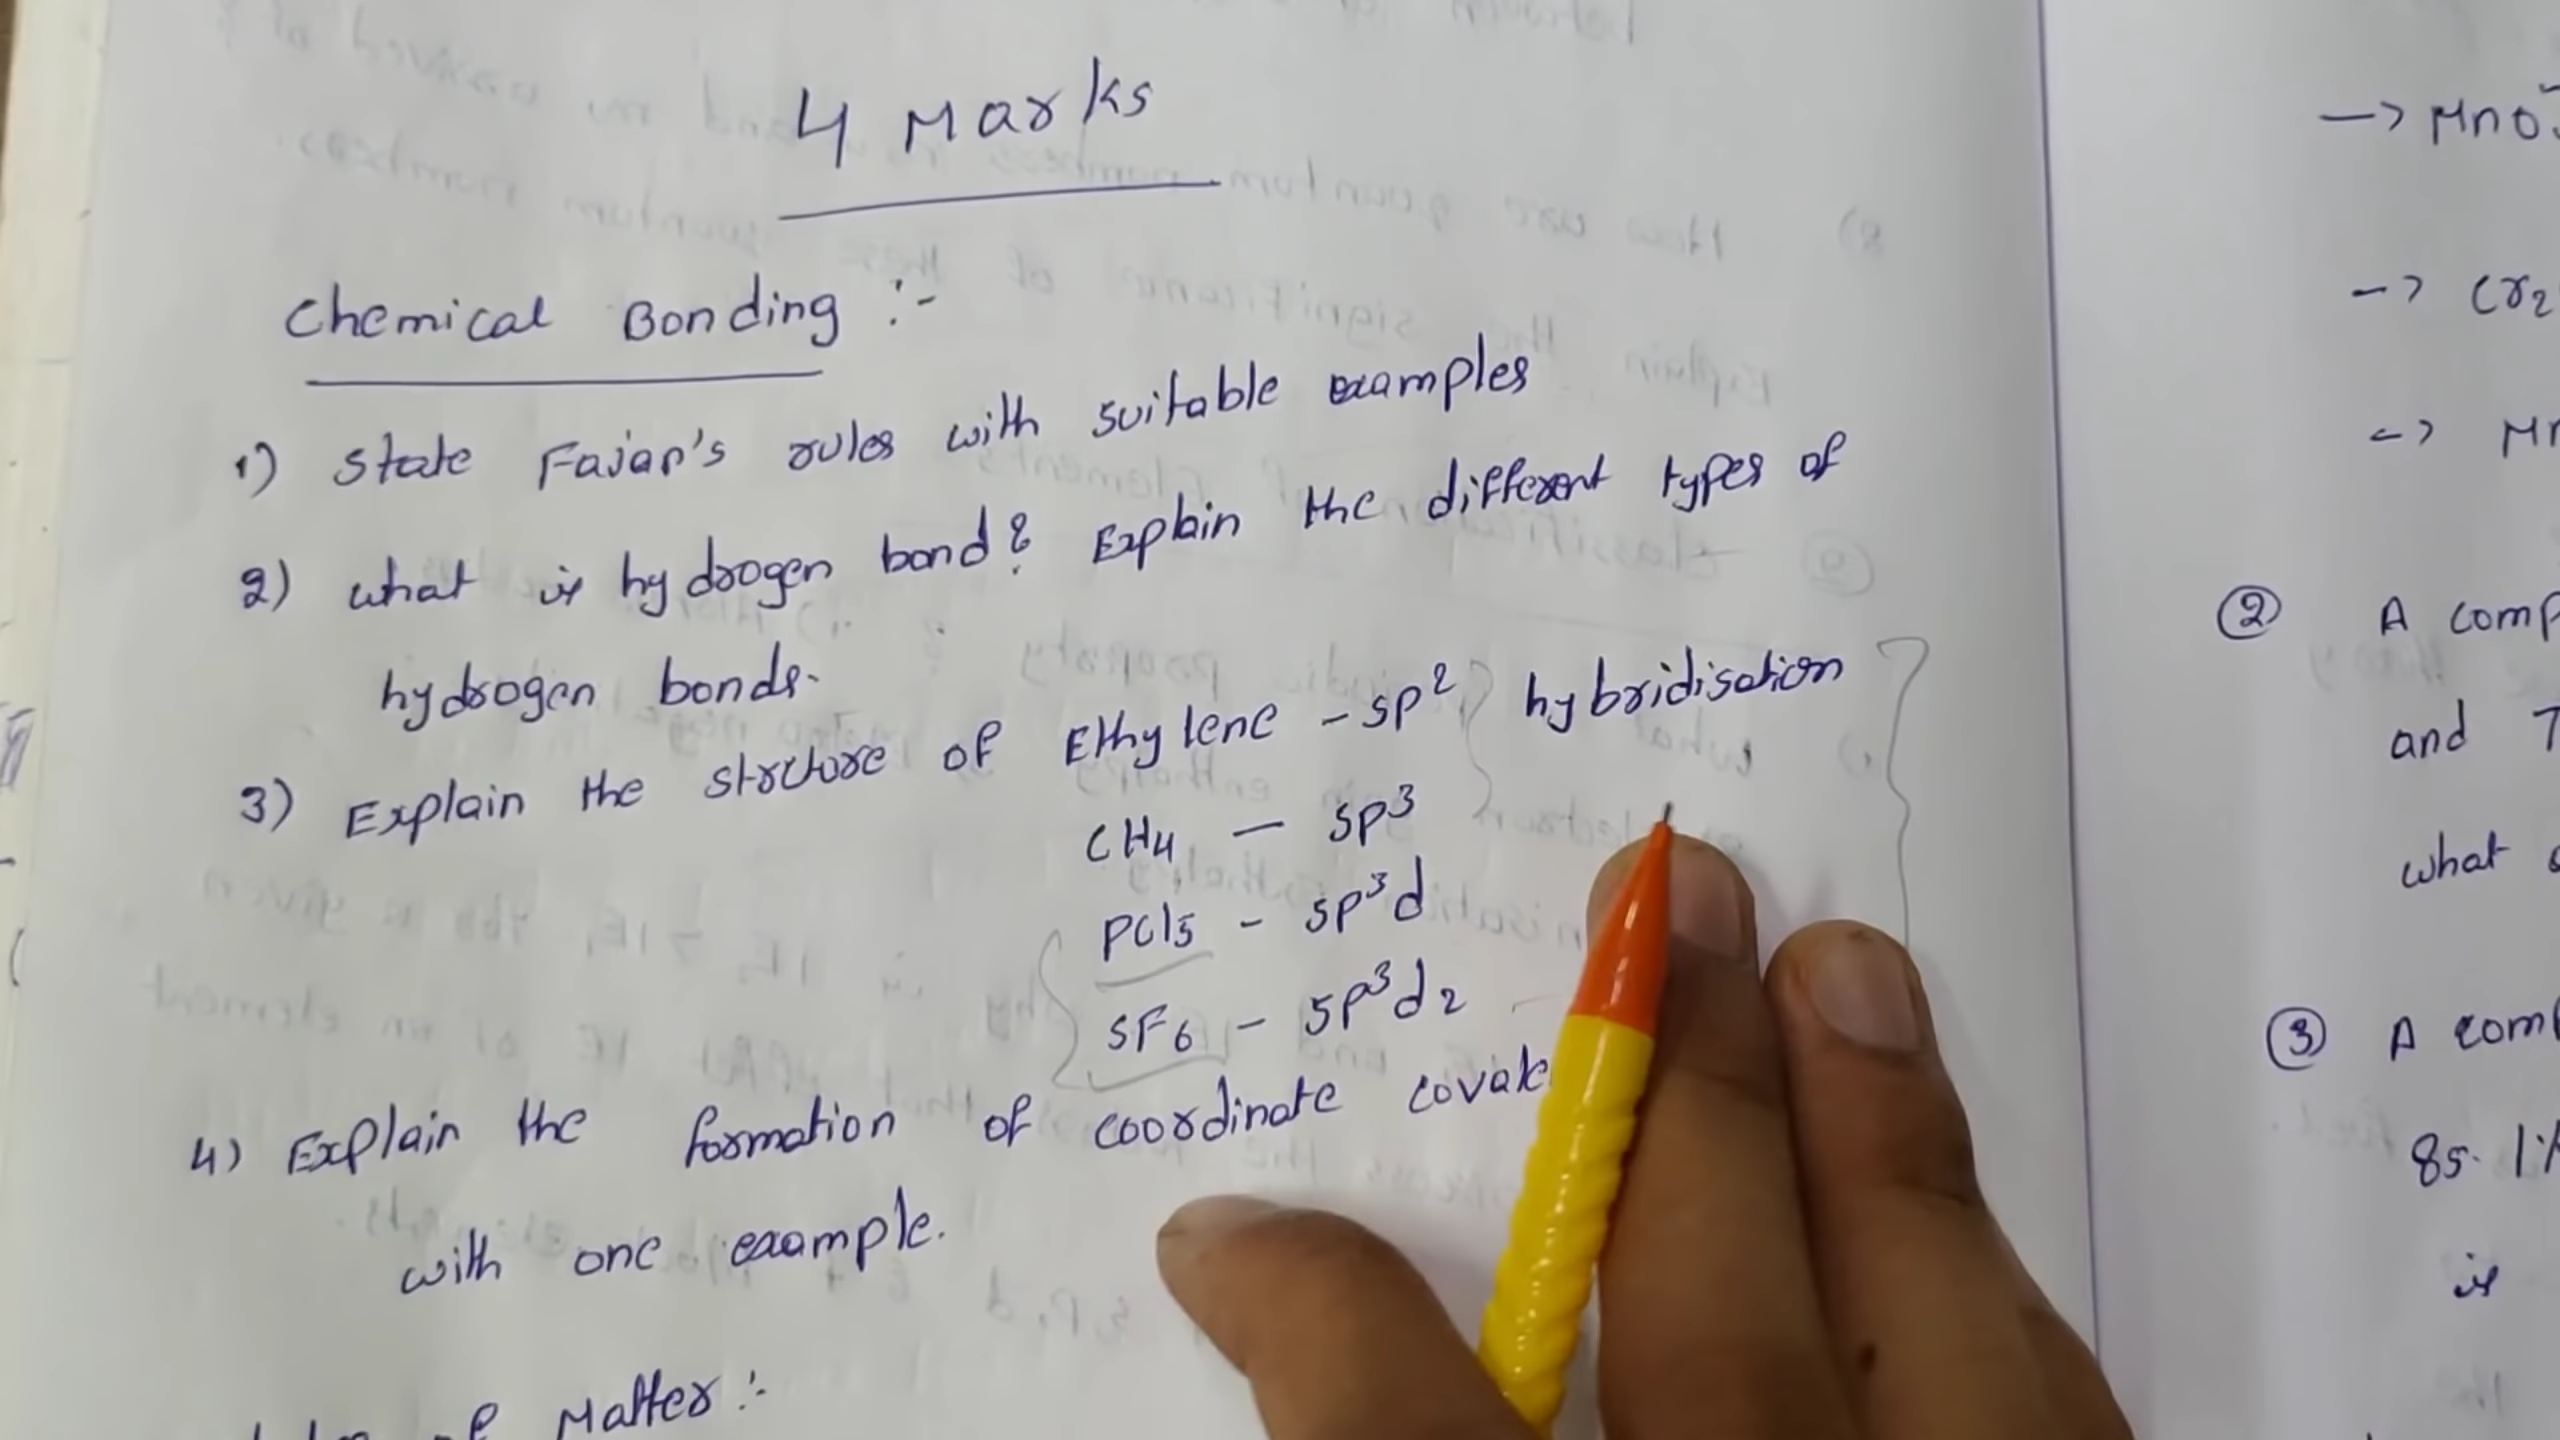 4 Marks
Chemical Bonding :-
1) State Fajan's rules with suitable examples
2) what is hydrogen bond? Explain the different types of
hydrogen bonds.
3) Explain the strcture of Ethylene - sp² hybridisation
CH4 — sp³
PCl5 - sp³d
SF6 - sp³d2
4) Explain the formation of coordinate covale
with one example.
of Matter :-
-> MnO
-> Cr2
->
② A comp
and
what
③ A com
85.1%
is